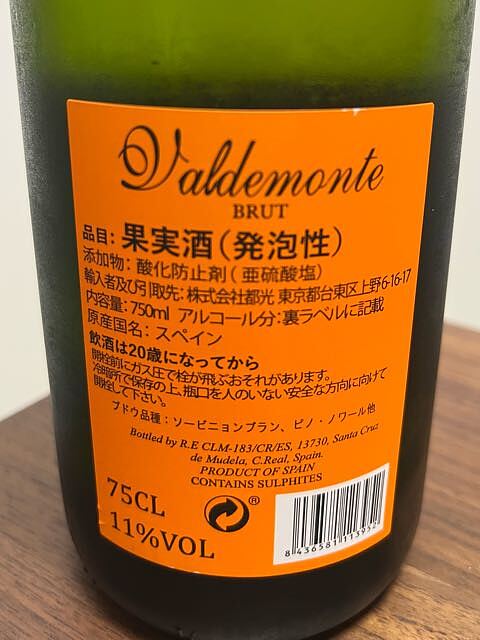 Valdemonte
BRUT
品目: 果実酒(発泡性)
添加物: 酸化防止剤(亜硫酸塩)
輸入者及び引取先: 株式会社都光 東京都台東区上野6-16-17
内容量: 750ml アルコール分: 裏ラベルに記載
原産国名: スペイン
飲酒は20歳になってから
開栓前にガス圧で栓が飛ぶおそれがあります。
冷暗所で保存の上、瓶口を人のいない安全な方向に向けて
開栓して下さい。
ブドウ品種: ソービニヨンブラン、ピノ・ノワール他
Bottled by R.E CLM-183/CR/ES, 13730, Santa Cruz
de Mudela, C.Real, Spain.
PRODUCT OF SPAIN
CONTAINS SULPHITES
75CL
11%VOL
®
8 436581 113952